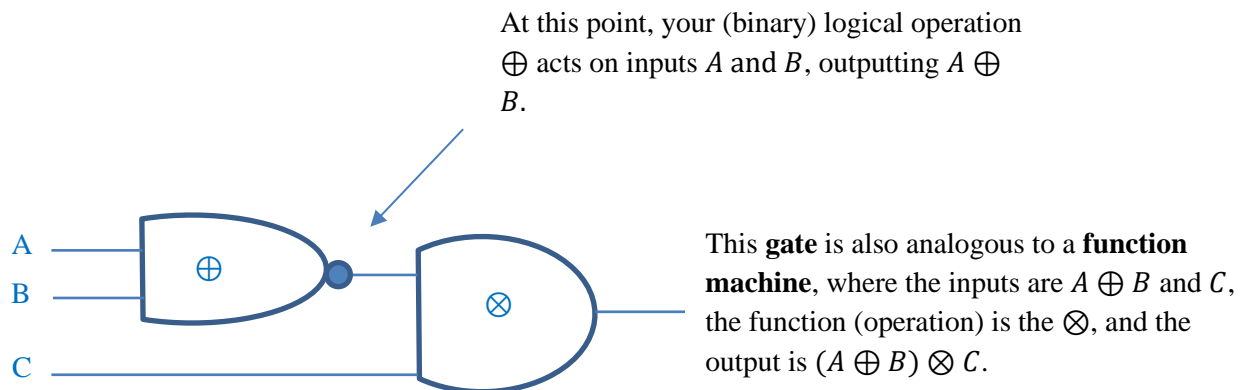 At this point, your (binary) logical operation
⊕ acts on inputs 𝐴 and 𝐵, outputting 𝐴 ⊕
𝐵.
A
B
C
⊕
⊗
This gate is also analogous to a function
machine, where the inputs are 𝐴 ⊕ 𝐵 and 𝐶,
the function (operation) is the ⊗, and the
output is (𝐴 ⊕ 𝐵) ⊗ 𝐶.